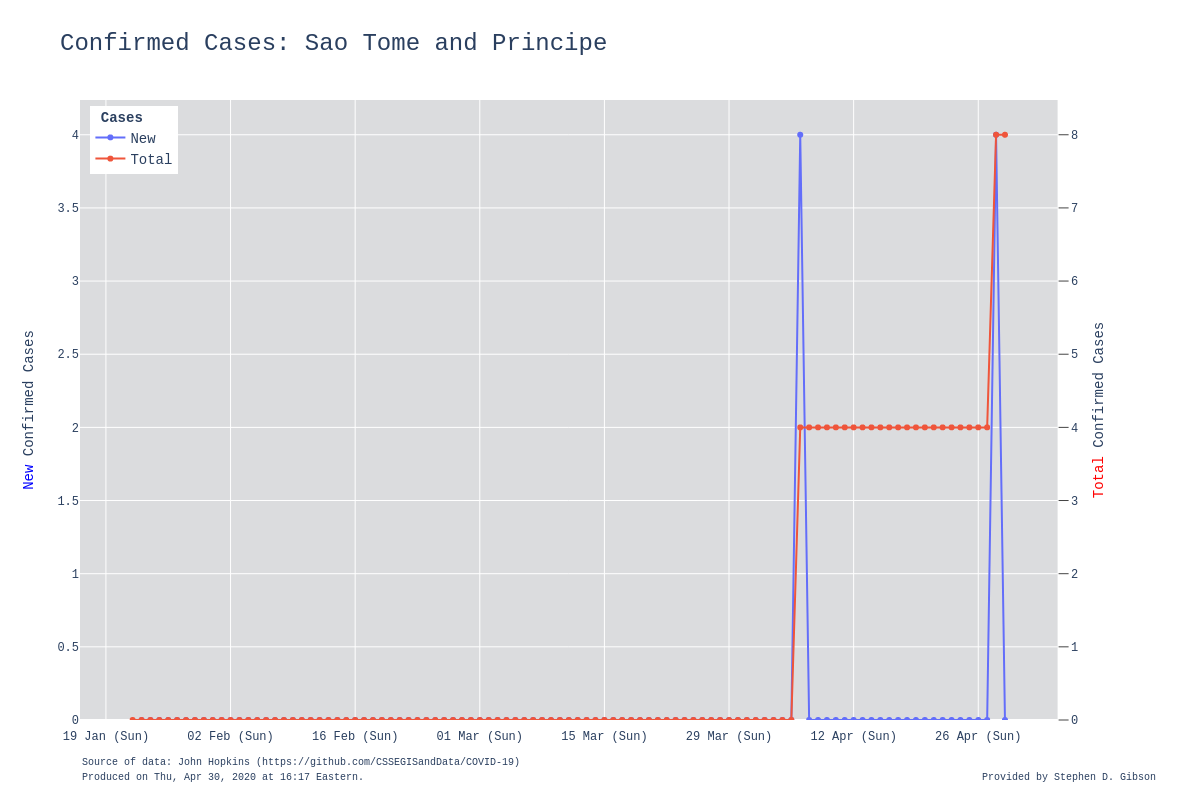 Confirmed Cases: Sao Tome and Principe
Cases
New
Total
4
3.5
3
2.5
2
1.5
1
0.5
0
New Confirmed Cases
8
7
6
5
4
3
2
1
0
Total Confirmed Cases
19 Jan (Sun) 02 Feb (Sun) 16 Feb (Sun) 01 Mar (Sun) 15 Mar (Sun) 29 Mar (Sun) 12 Apr (Sun) 26 Apr (Sun)
Source of data: John Hopkins (https://github.com/CSSEGISandData/COVID-19)
Produced on Thu, Apr 30, 2020 at 16:17 Eastern.
Provided by Stephen D. Gibson